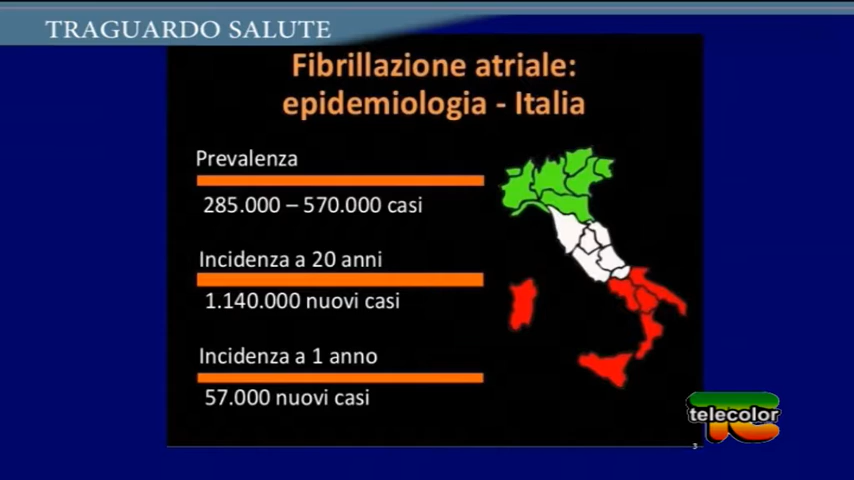 TRAGUARDO SALUTE
Fibrillazione atriale:
epidemiologia - Italia
Prevalenza
285.000 – 570.000 casi
Incidenza a 20 anni
1.140.000 nuovi casi
Incidenza a 1 anno
57.000 nuovi casi
telecolor
3